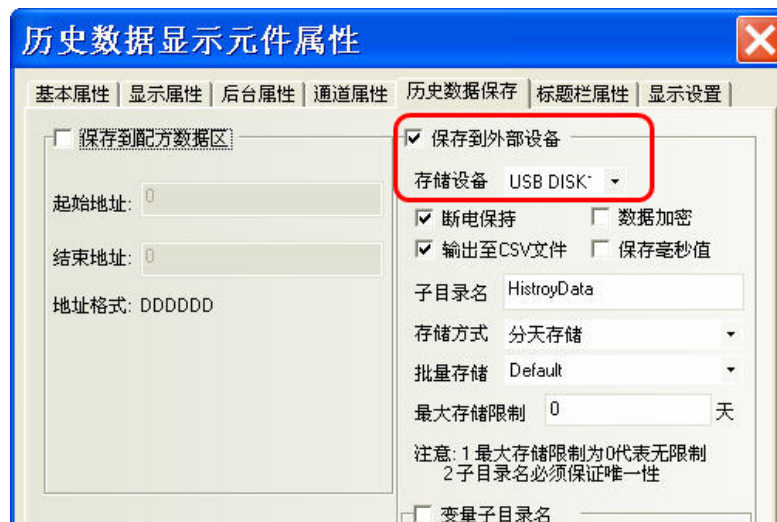 历史数据显示元件属性
基本属性 显示属性 后台属性 通道属性 历史数据保存 标题栏属性 显示设置
保存到配方数据区
起始地址: 0
结束地址: 0
地址格式: DDDDDD
保存到外部设备
存储设备 USB DISK
断电保持 数据加密
输出至CSV文件 保存毫秒值
子目录名 HistroyData
存储方式 分天存储
批量存储 Default
最大存储限制 0 天
注意: 1 最大存储限制为0代表无限制
2 子目录名必须保证唯一性
变量子目录名